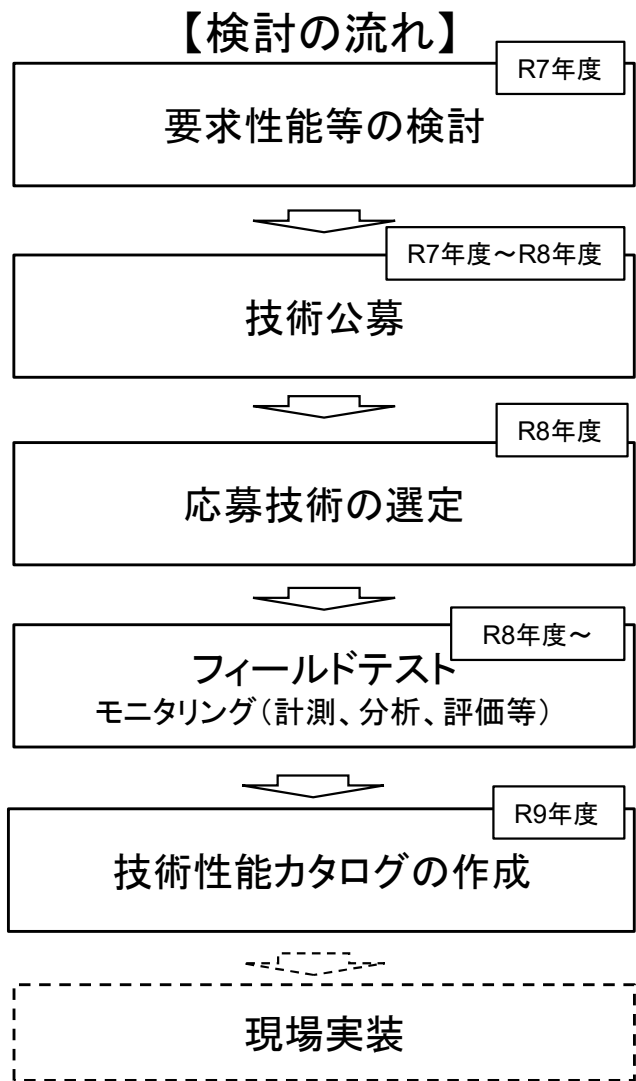 【検討の流れ】
R7年度
要求性能等の検討
R7年度～R8年度
技術公募
R8年度
応募技術の選定
R8年度～
フィールドテスト
モニタリング（計測、分析、評価等）
R9年度
技術性能カタログの作成
現場実装